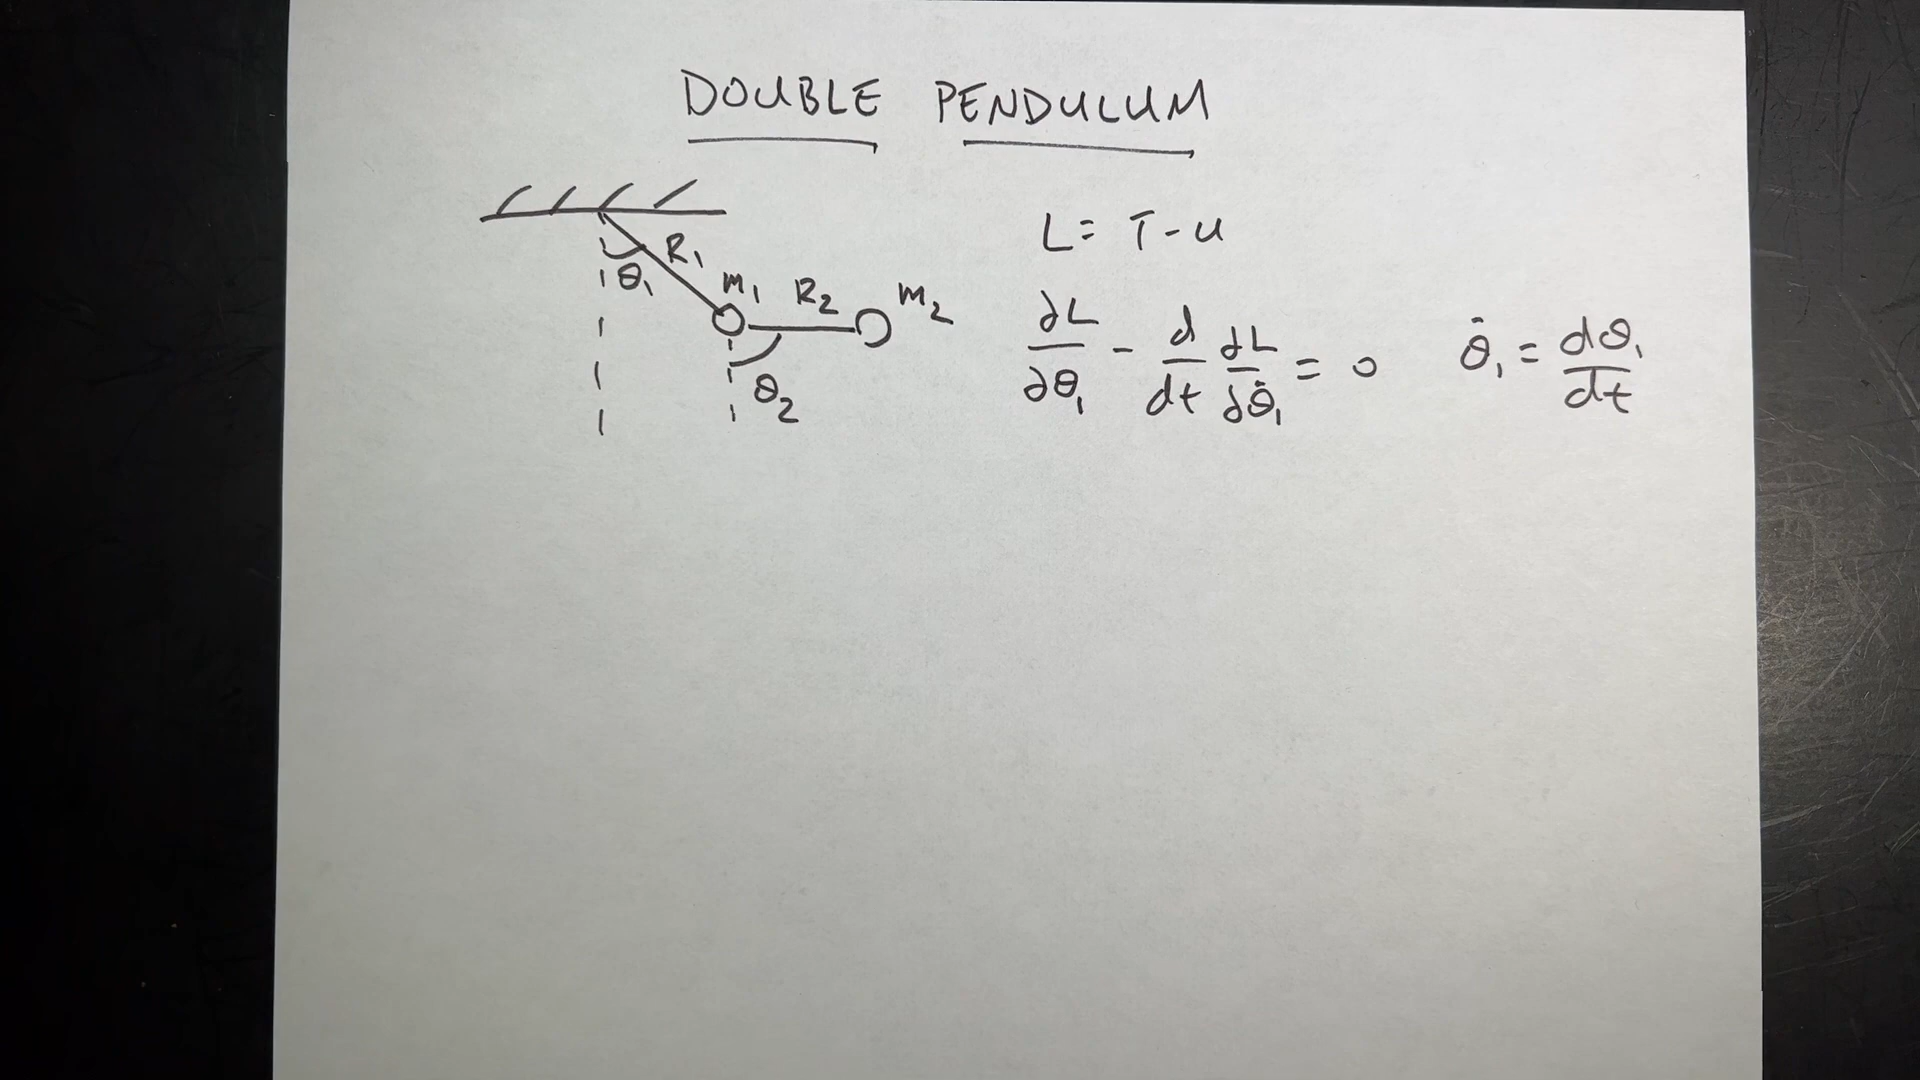 DOUBLE PENDULUM
L = T - u
θ₁ R₁ m₁ R₂ m₂
θ₂
∂L/∂θ₁ - d/dt ∂L/∂θ̇₁ = 0
θ̇₁ = dθ₁/dt